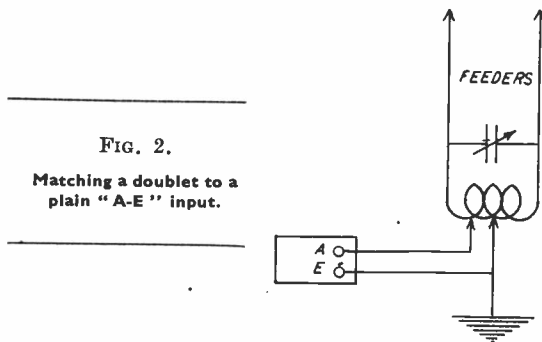 FEEDERS
FIG. 2.
Matching a doublet to a
plain “ A-E ” input.
A
E